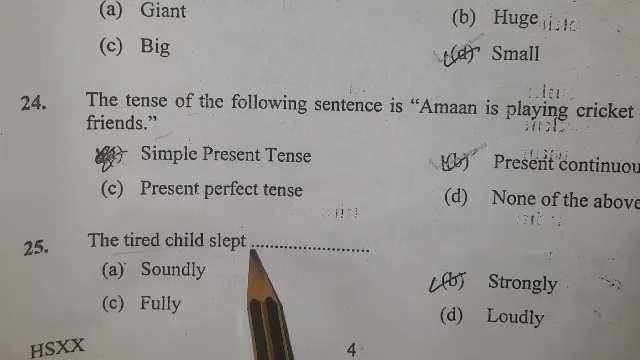 (a) Giant (b) Huge
(c) Big (d) Small
24. The tense of the following sentence is “Amaan is playing cricket
friends.”
(a) Simple Present Tense (b) Present continuou
(c) Present perfect tense (d) None of the above
25. The tired child slept ...........................
(a) Soundly (b) Strongly
(c) Fully (d) Loudly
HSXX 4